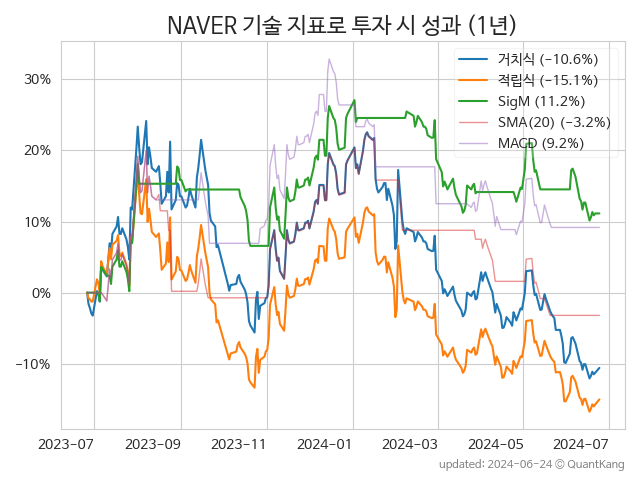 NAVER 기술 지표로 투자 시 성과 (1년)
거치식 (−10.6%)
적립식 (−15.1%)
SigM (11.2%)
SMA(20) (−3.2%)
MACD (9.2%)
30%
20%
10%
0%
−10%
2023-07 2023-09 2023-11 2024-01 2024-03 2024-05 2024-07
updated: 2024-06-24 © QuantKang